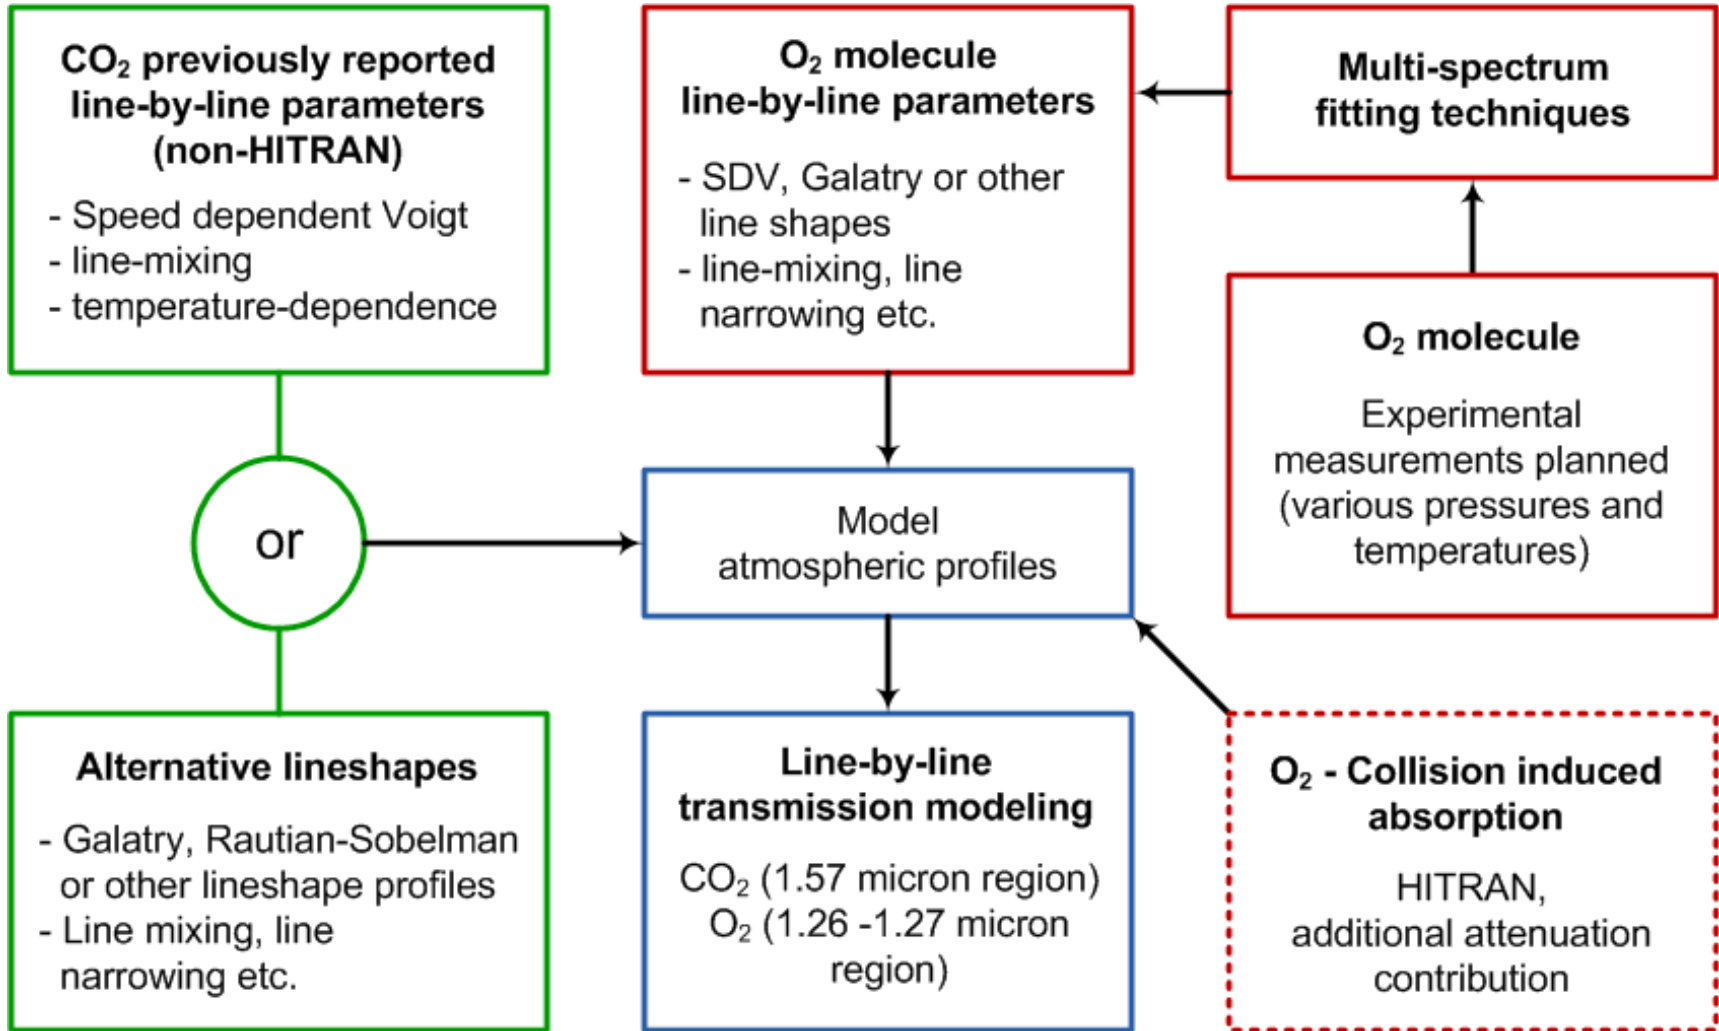 CO₂ previously reported
line-by-line parameters
(non-HITRAN)
- Speed dependent Voigt
- line-mixing
- temperature-dependence
O₂ molecule
line-by-line parameters
- SDV, Galatry or other
line shapes
- line-mixing, line
narrowing etc.
Multi-spectrum
fitting techniques
O₂ molecule
Experimental
measurements planned
(various pressures and
temperatures)
or
Model
atmospheric profiles
Alternative lineshapes
- Galatry, Rautian-Sobelman
or other lineshape profiles
- Line mixing, line
narrowing etc.
Line-by-line
transmission modeling
CO₂ (1.57 micron region)
O₂ (1.26 -1.27 micron
region)
O₂ - Collision induced
absorption
HITRAN,
additional attenuation
contribution